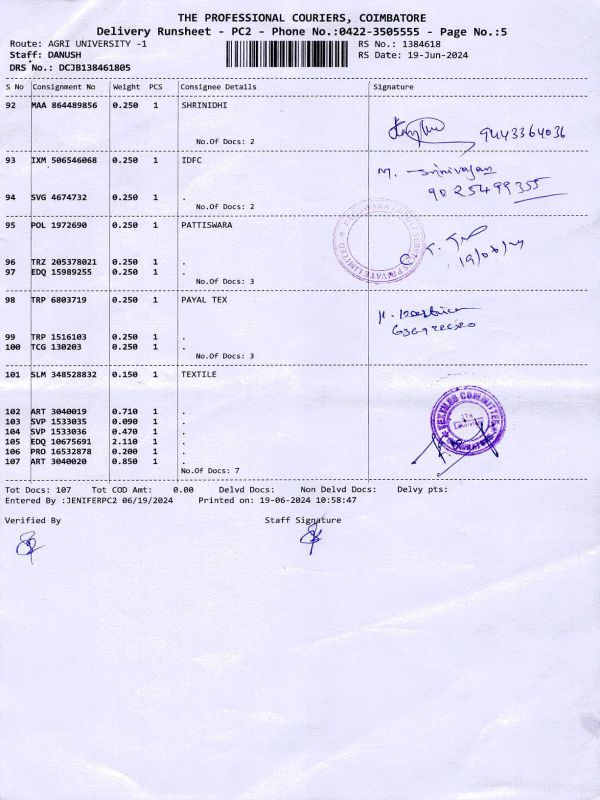 THE PROFESSIONAL COURIERS, COIMBATORE
Delivery Runsheet - PC2 - Phone No.:0422-3505555 - Page No.:5
Route: AGRI UNIVERSITY -1 RS No.: 1384618
Staff: DANUSH RS Date: 19-Jun-2024
DRS No.: DCJB138461805
S No Consignment No Weight PCS Consignee Details Signature
92 MAA 864489856 0.250 1 SHRINIDHI
9443364036
No.Of Docs: 2
93 IXM 506546068 0.250 1 IDFC
M. Srinivasan
9825499355
94 SVG 4674732 0.250 1 .
No.Of Docs: 2
95 POL 1972690 0.250 1 PATTISWARA
PRIVATE LIMITED
19/06/24
96 TRZ 205378021 0.250 1 .
97 EDQ 15989255 0.250 1 .
No.Of Docs: 3
98 TRP 6803719 0.250 1 PAYAL TEX
99 TRP 1516103 0.250 1 .
100 TCG 130203 0.250 1 .
No.Of Docs: 3
101 SLM 348528832 0.150 1 TEXTILE
TEXTILES COMMITTEE
102 ART 3040019 0.710 1 .
103 SVP 1533035 0.090 1 .
104 SVP 1533036 0.470 1 .
105 EDQ 10675691 2.110 1 .
106 PRO 16532878 0.200 1 .
107 ART 3040020 0.850 1 .
No.Of Docs: 7
Tot Docs: 107 Tot COD Amt: 0.00 Delvd Docs: Non Delvd Docs: Delvy pts:
Entered By :JENIFERPC2 06/19/2024 Printed on: 19-06-2024 10:58:47
Verified By Staff Signature